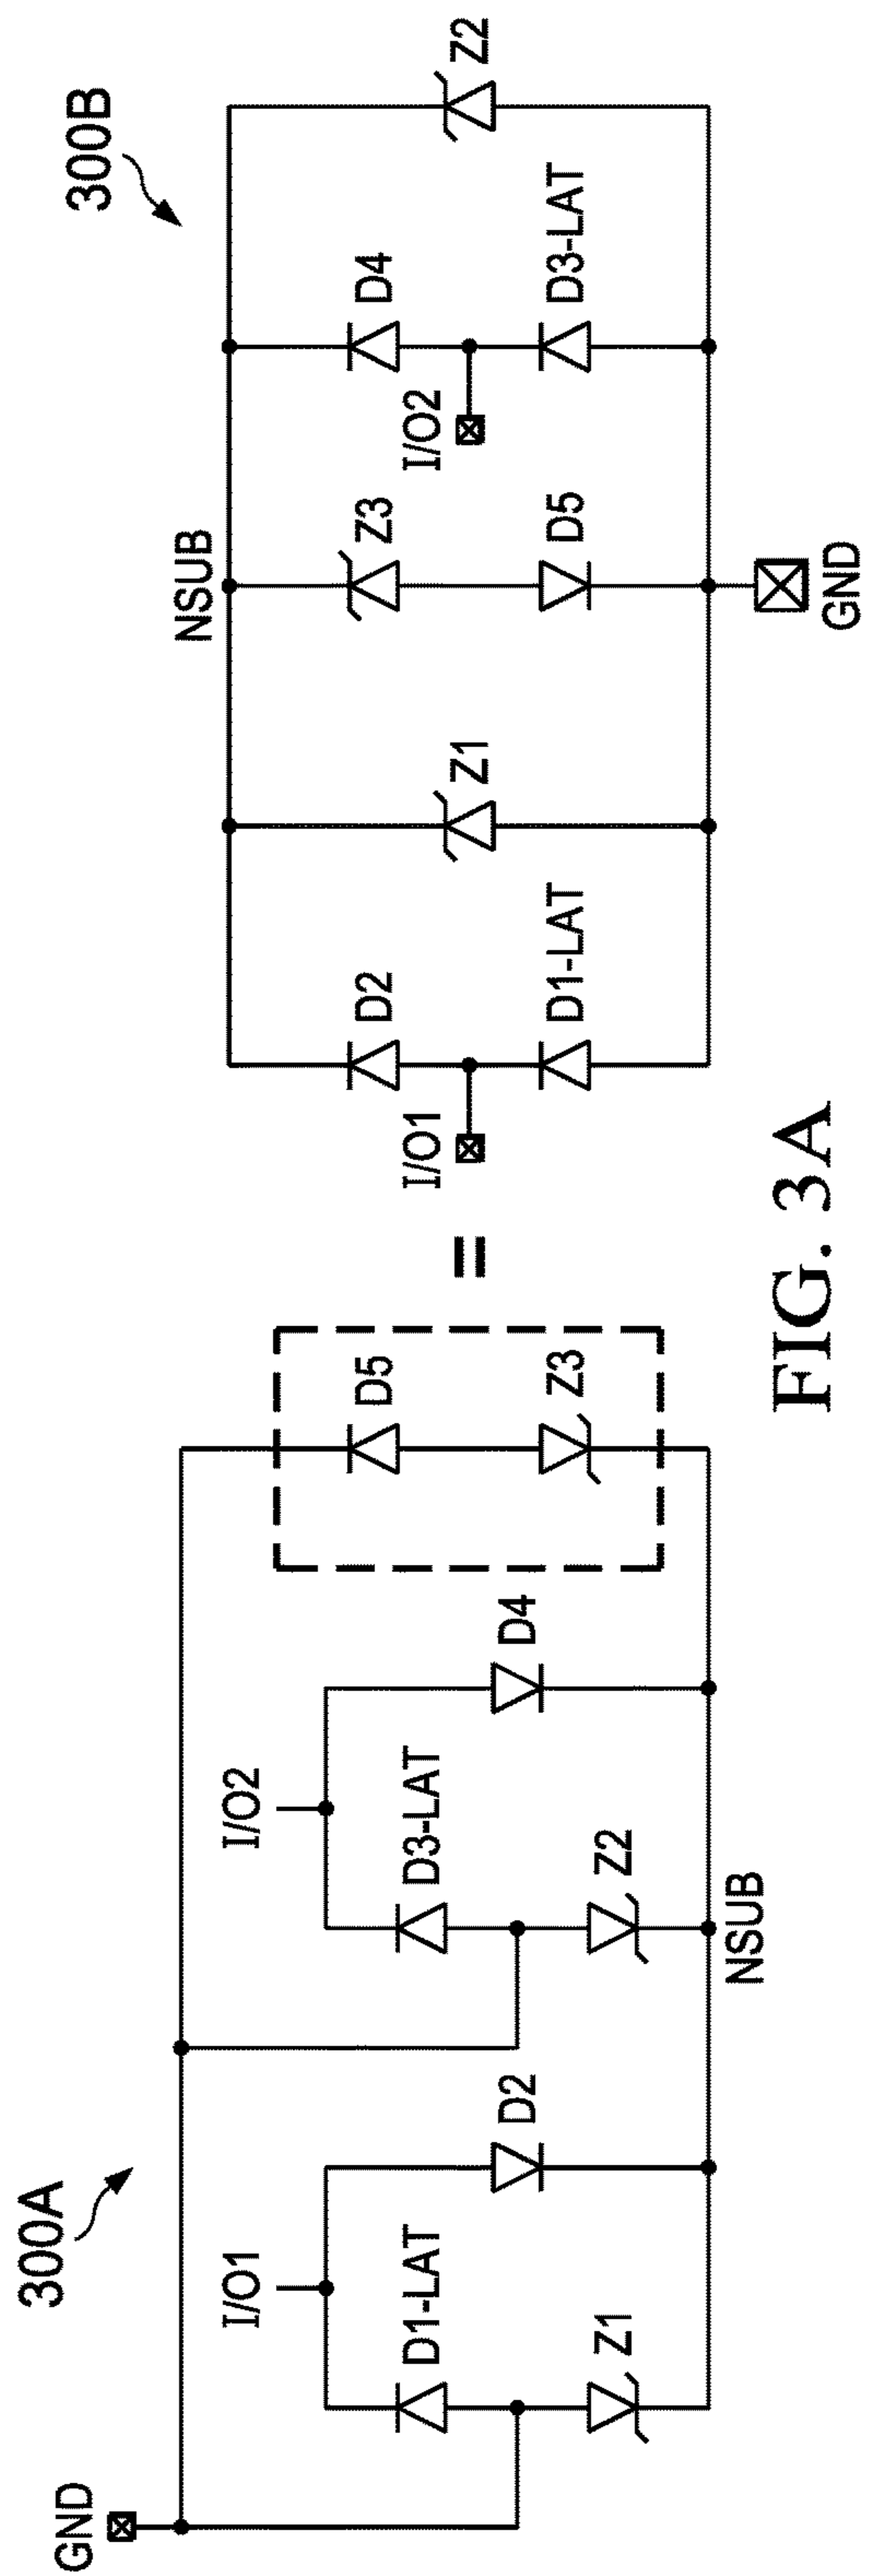 300A
GND
I/O1
D1-LAT
D2
Z1
I/O2
D3-LAT
D4
Z2
NSUB
D5
Z3
=
300B
NSUB
D2
I/O1
D1-LAT
Z1
Z3
D5
D4
I/O2
D3-LAT
Z2
GND
FIG. 3A